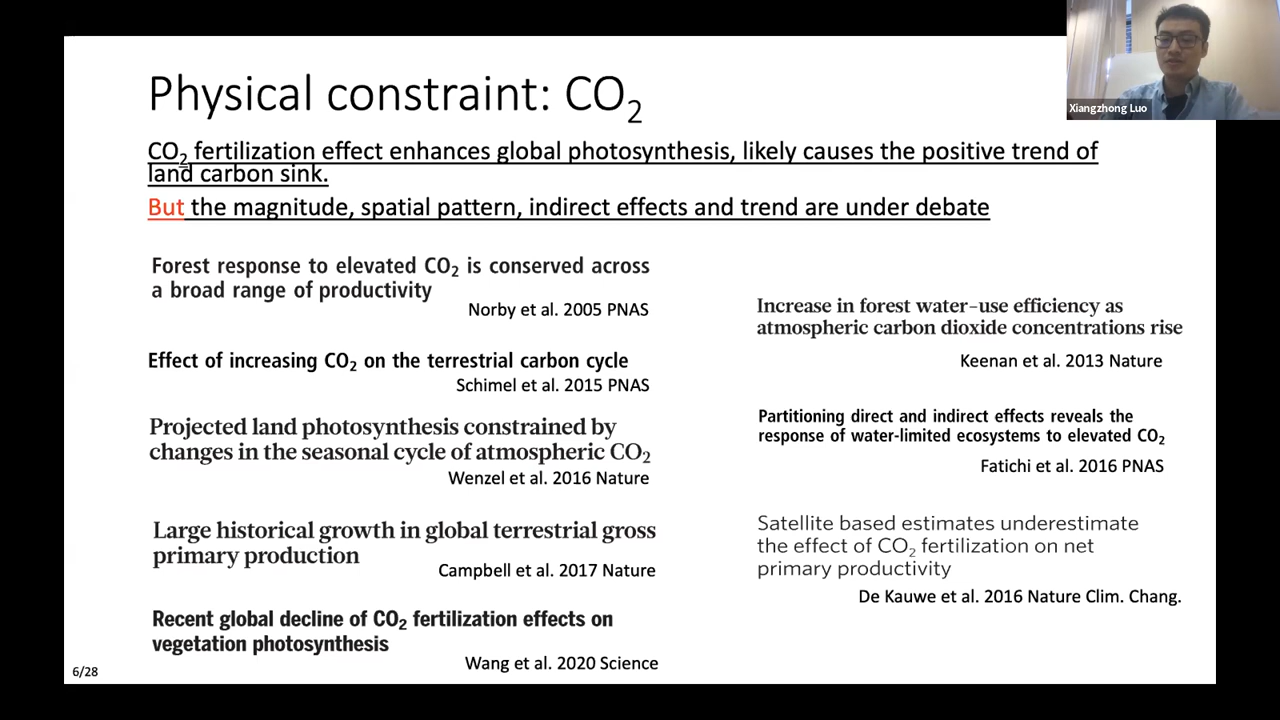 Physical constraint: CO₂
Xiangzhong Luo
CO₂ fertilization effect enhances global photosynthesis, likely causes the positive trend of
land carbon sink.
But the magnitude, spatial pattern, indirect effects and trend are under debate
Forest response to elevated CO₂ is conserved across
a broad range of productivity
Norby et al. 2005 PNAS
Effect of increasing CO₂ on the terrestrial carbon cycle
Schimel et al. 2015 PNAS
Projected land photosynthesis constrained by
changes in the seasonal cycle of atmospheric CO₂
Wenzel et al. 2016 Nature
Large historical growth in global terrestrial gross
primary production
Campbell et al. 2017 Nature
Recent global decline of CO₂ fertilization effects on
vegetation photosynthesis
Wang et al. 2020 Science
Increase in forest water–use efficiency as
atmospheric carbon dioxide concentrations rise
Keenan et al. 2013 Nature
Partitioning direct and indirect effects reveals the
response of water-limited ecosystems to elevated CO₂
Fatichi et al. 2016 PNAS
Satellite based estimates underestimate
the effect of CO₂ fertilization on net
primary productivity
De Kauwe et al. 2016 Nature Clim. Chang.
6/28